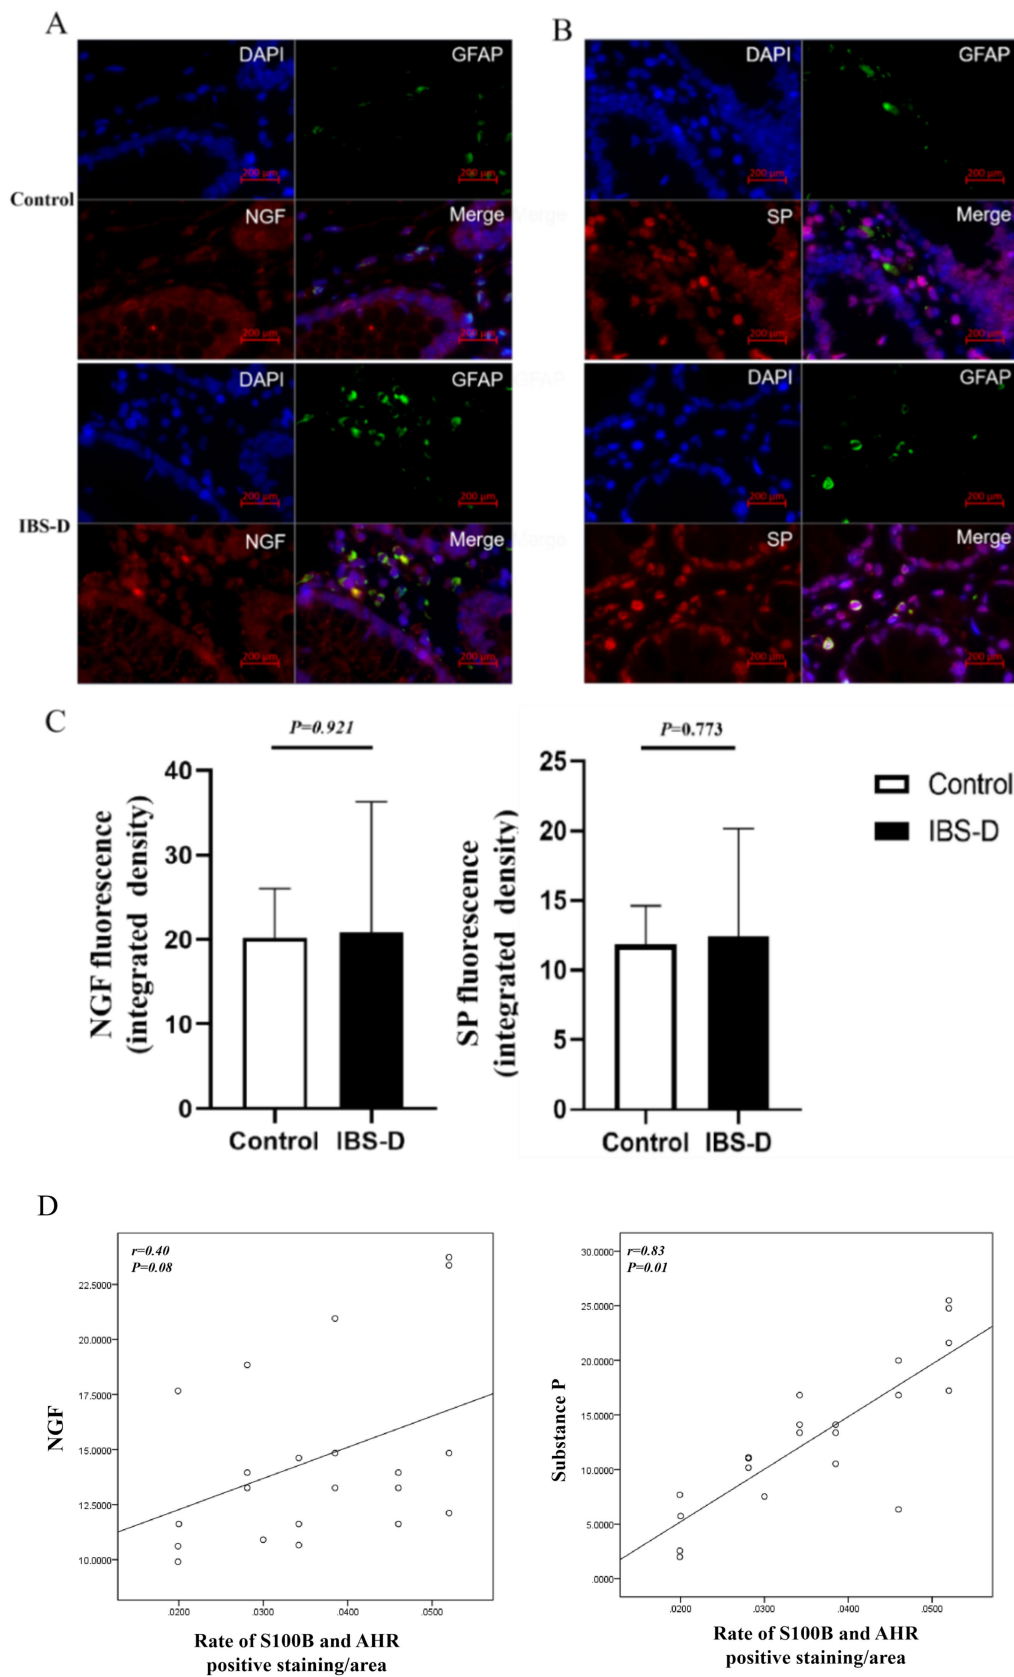 A
B
DAPI
GFAP
DAPI
GFAP
200 μm
200 μm
200 μm
200 μm
Control
NGF
Merge
Merge
SP
Merge
200 μm
200 μm
200 μm
200 μm
DAPI
GFAP
GFAP
DAPI
GFAP
200 μm
200 μm
200 μm
200 μm
IBS-D
NGF
Merge
Merge
SP
Merge
200 μm
200 μm
200 μm
200 μm
C
P=0.921
NGF fluorescence
(integrated density)
40
30
20
10
0
Control IBS-D
P=0.773
SP fluorescence
(integrated density)
25
20
15
10
5
0
Control IBS-D
Control
IBS-D
D
r=0.40
P=0.08
NGF
22.5000
20.0000
17.5000
15.0000
12.5000
10.0000
.0200 .0300 .0400 .0500
Rate of S100B and AHR
positive staining/area
r=0.83
P=0.01
Substance P
30.0000
25.0000
20.0000
15.0000
10.0000
5.0000
.0000
.0200 .0300 .0400 .0500
Rate of S100B and AHR
positive staining/area